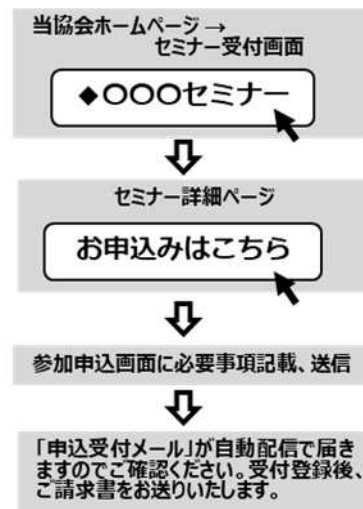 当協会ホームページ →
セミナー受付画面
◆〇〇〇セミナー
セミナー詳細ページ
お申込みはこちら
参加申込画面に必要事項記載、送信
「申込受付メール」が自動配信で届き
ますのでご確認ください。受付登録後、
ご請求書をお送りいたします。